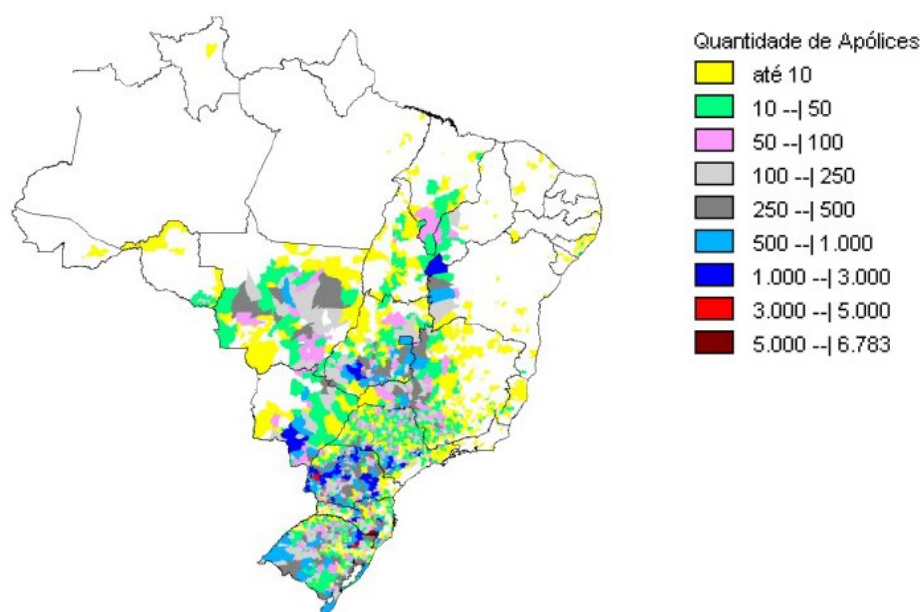 Quantidade de Apólices
até 10
10 --| 50
50 --| 100
100 --| 250
250 --| 500
500 --| 1.000
1.000 --| 3.000
3.000 --| 5.000
5.000 --| 6.783